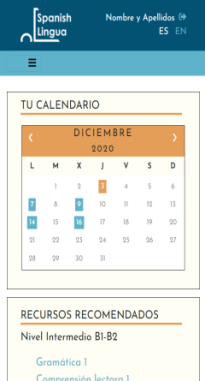 Spanish
Lingua
Nombre y Apellidos
ES EN
TU CALENDARIO
DICIEMBRE
2020
L M X J V S D
1 2 3 4 5 6
7 8 9 10 11 12 13
14 15 16 17 18 19 20
21 22 23 24 25 26 27
28 29 30 31
RECURSOS RECOMENDADOS
Nivel Intermedio B1-B2
Gramática 1
Comprensión lectora 1